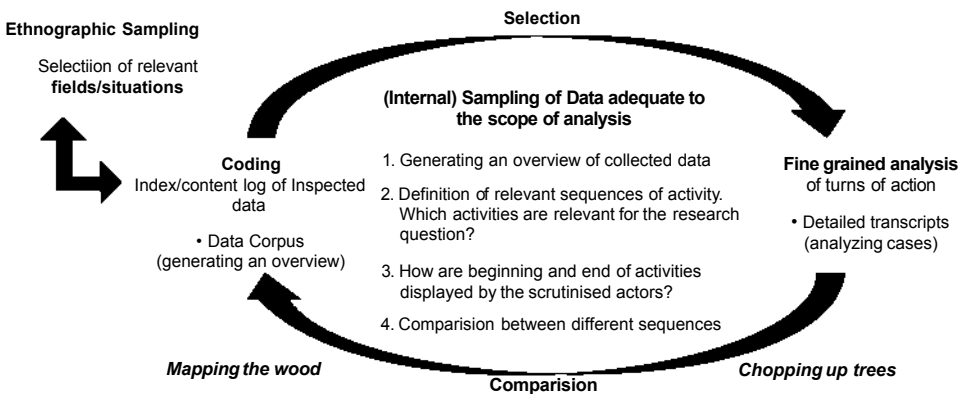 Selection
Ethnographic Sampling
Selectiion of relevant
fields/situations
(Internal) Sampling of Data adequate to
the scope of analysis
Coding
Index/content log of Inspected
data
• Data Corpus
(generating an overview)
1. Generating an overview of collected data
2. Definition of relevant sequences of activity.
Which activities are relevant for the research
question?
3. How are beginning and end of activities
displayed by the scrutinised actors?
4. Comparision between different sequences
Fine grained analysis
of turns of action
• Detailed transcripts
(analyzing cases)
Mapping the wood
Comparision
Chopping up trees